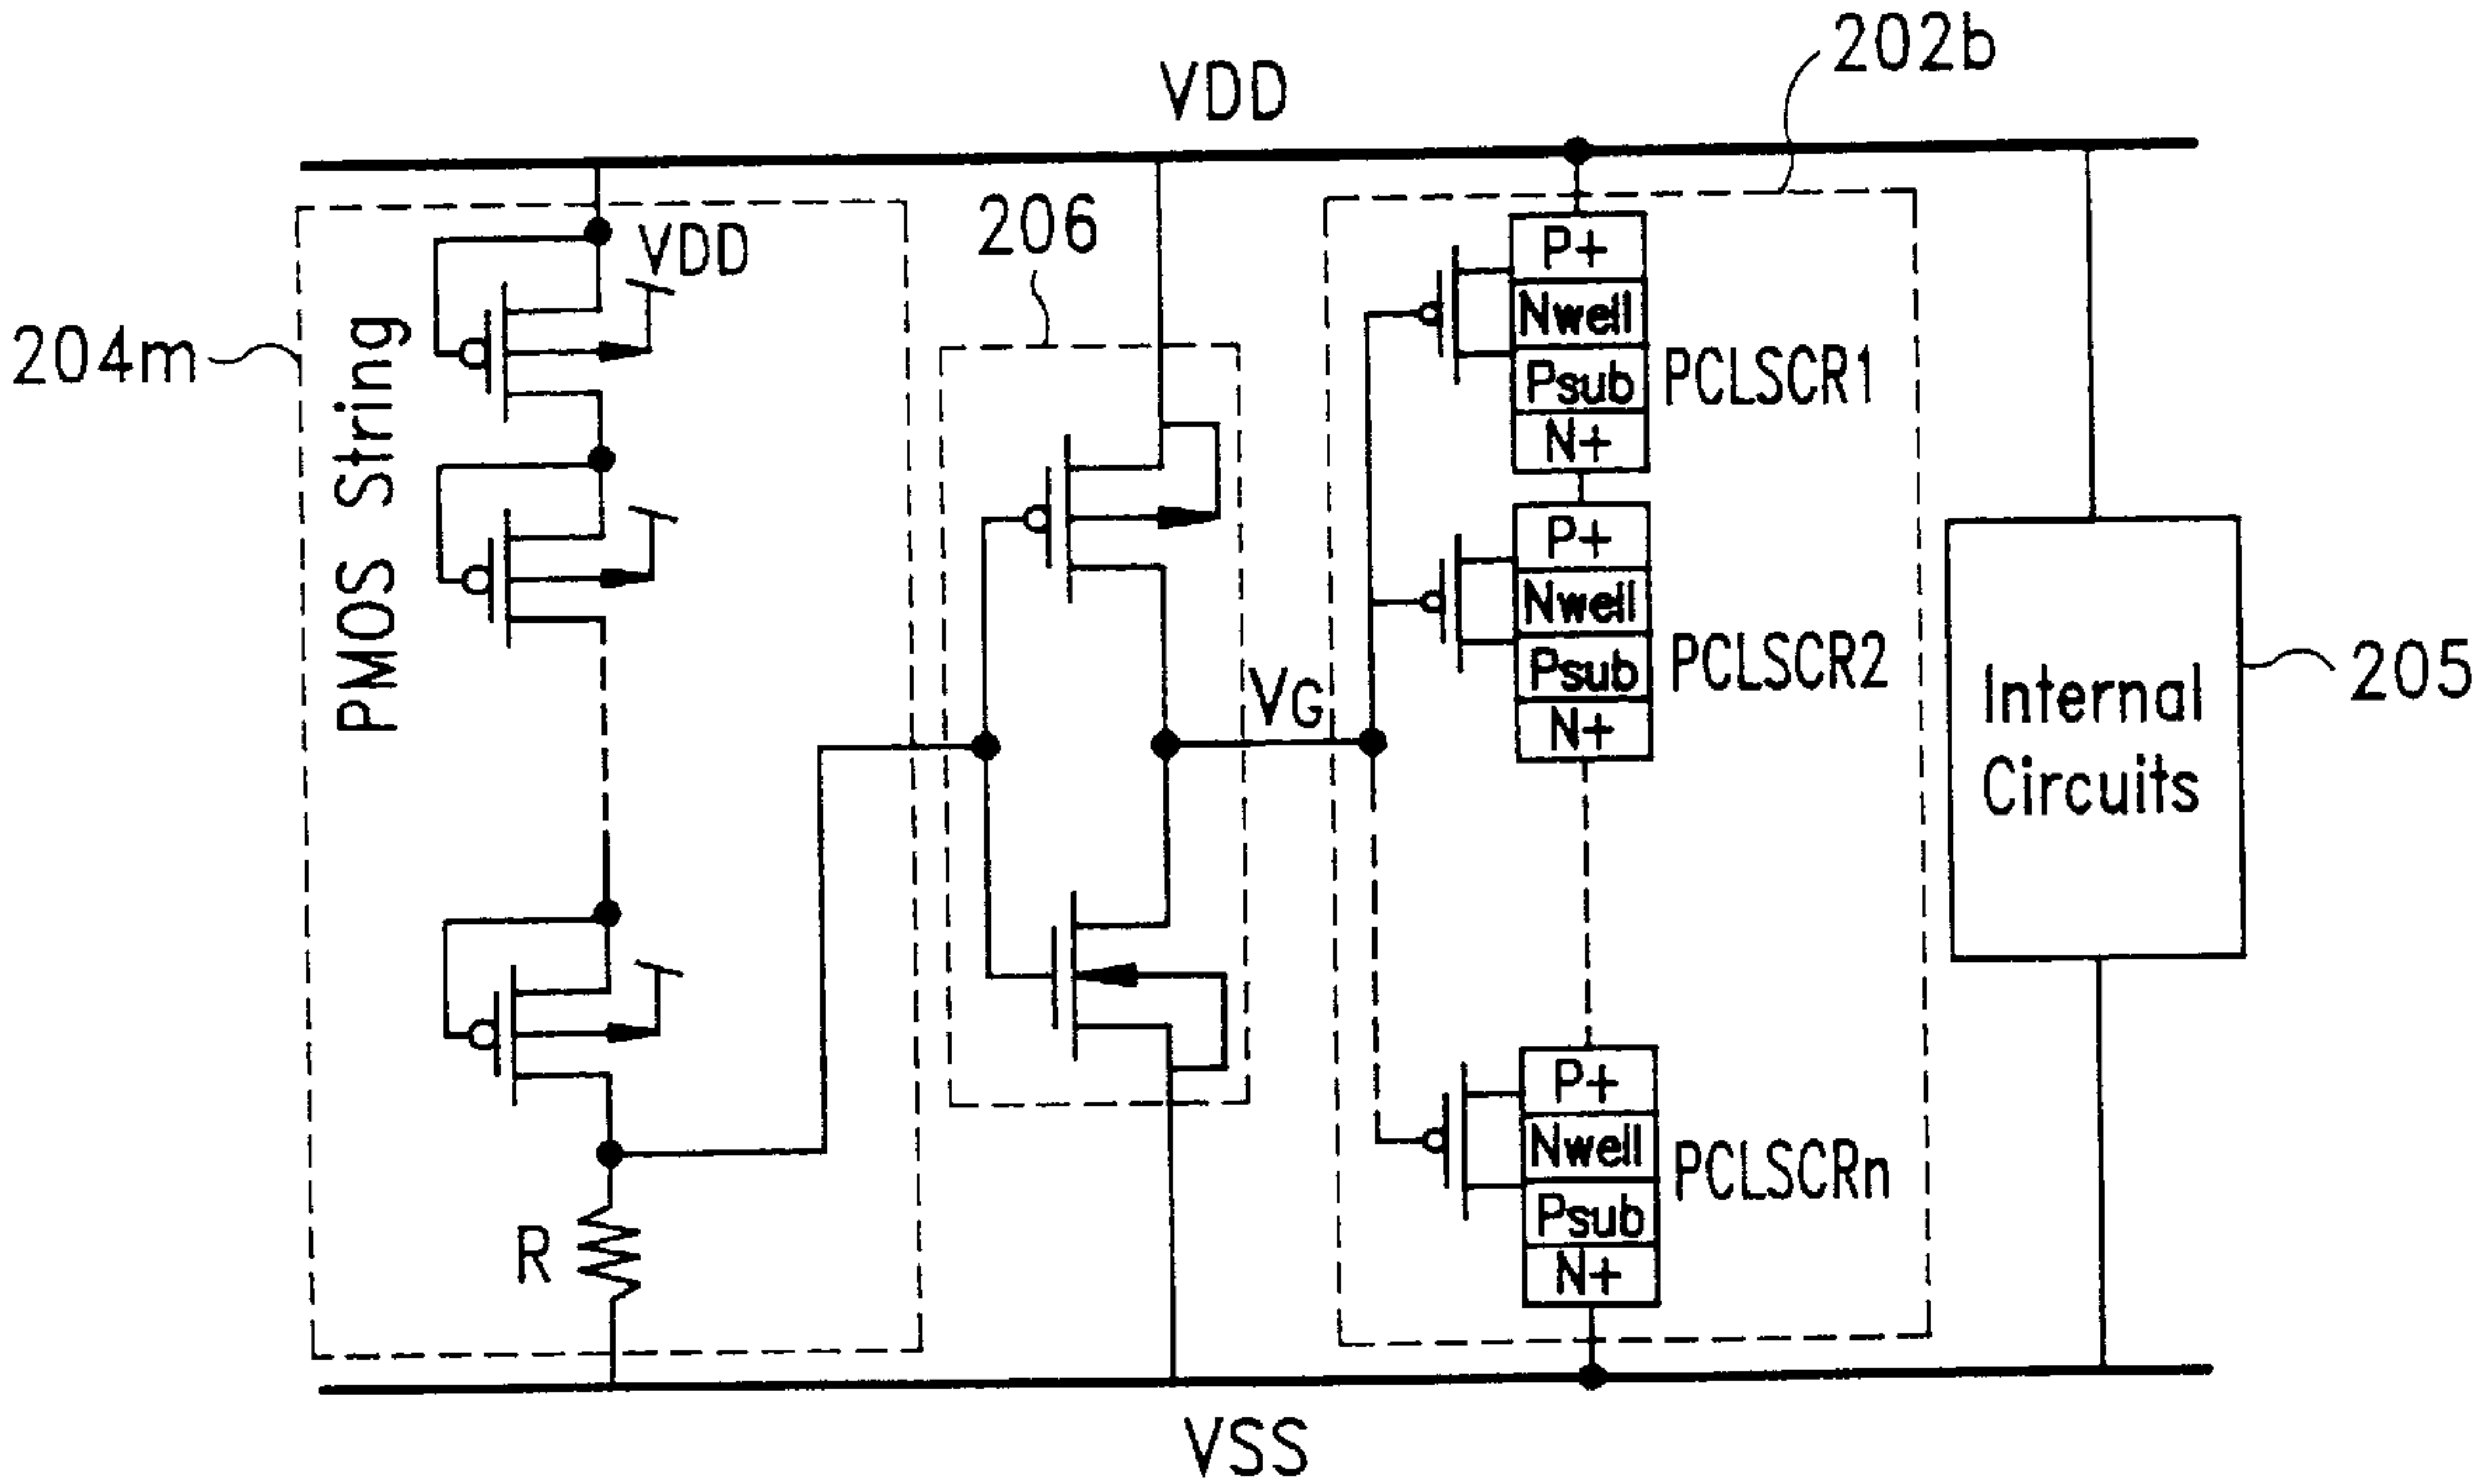 202b
VDD
206
VDD
204m
PMOS String
P+
Nwell
Psub
N+
PCLSCR1
P+
Nwell
Psub
N+
PCLSCR2
VG
Internal
Circuits
205
P+
Nwell
Psub
N+
PCLSCRn
R
VSS